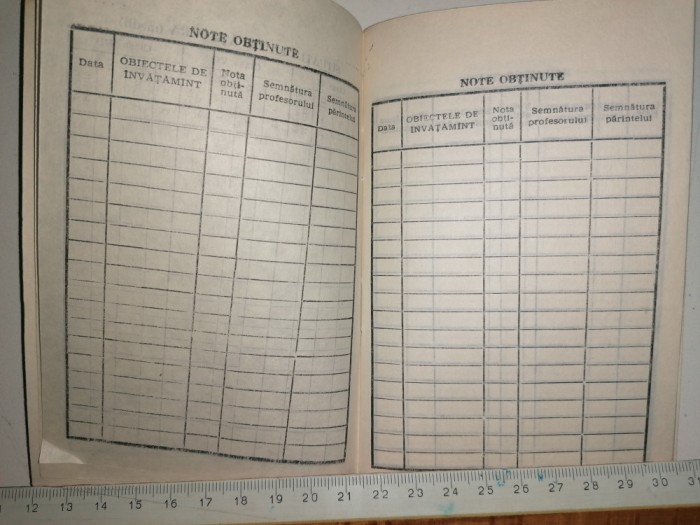 NOTE OBȚINUTE
Data
OBIECTELE DE
ÎNVĂȚĂMÎNT
Nota
obți-
nută
Semnătura
profesorului
Semnătura
părintelui
NOTE OBȚINUTE
Data
OBIECTELE DE
ÎNVĂȚĂMÎNT
Nota
obți-
nută
Semnătura
profesorului
Semnătura
părintelui
12 13 14 15 16 17 18 19 20 21 22 23 24 25 26 27 28 29 30 31